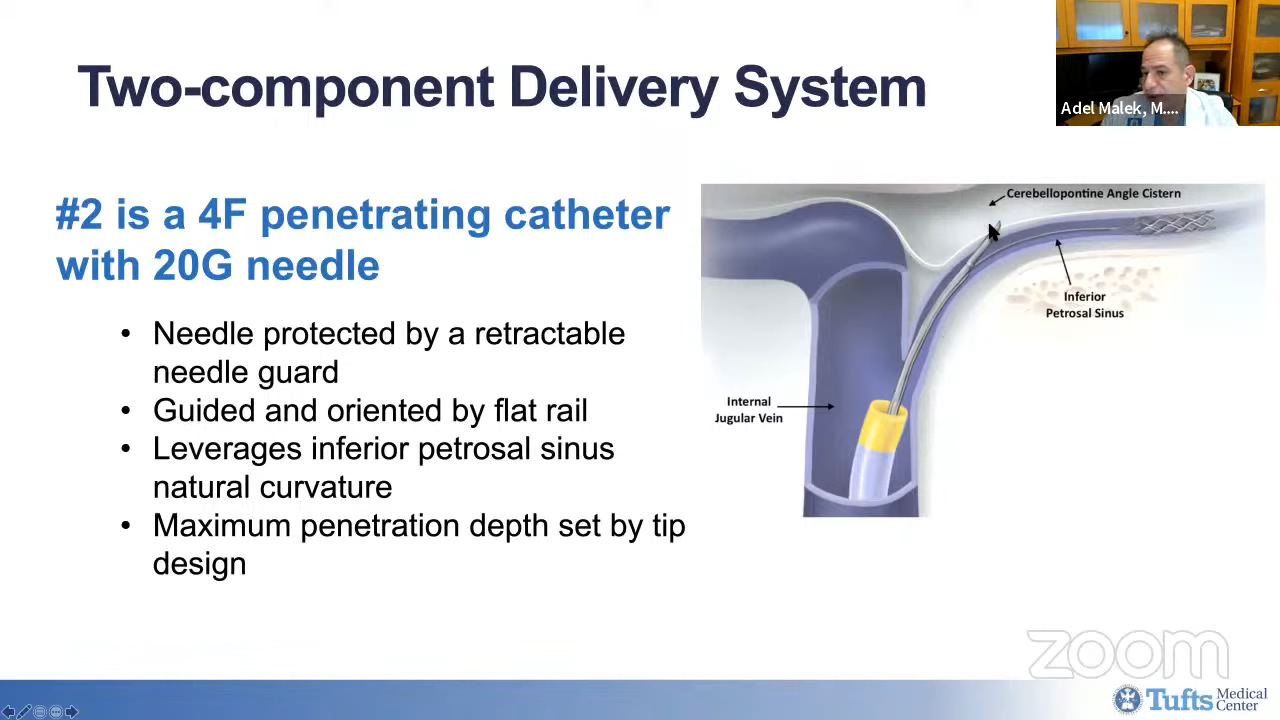 Two-component Delivery System
Adel Malek, M....
#2 is a 4F penetrating catheter
with 20G needle
• Needle protected by a retractable
needle guard
• Guided and oriented by flat rail
• Leverages inferior petrosal sinus
natural curvature
• Maximum penetration depth set by tip
design
Cerebellopontine Angle Cistern
Inferior
Petrosal Sinus
Internal
Jugular Vein
zoom
Tufts Medical
Center